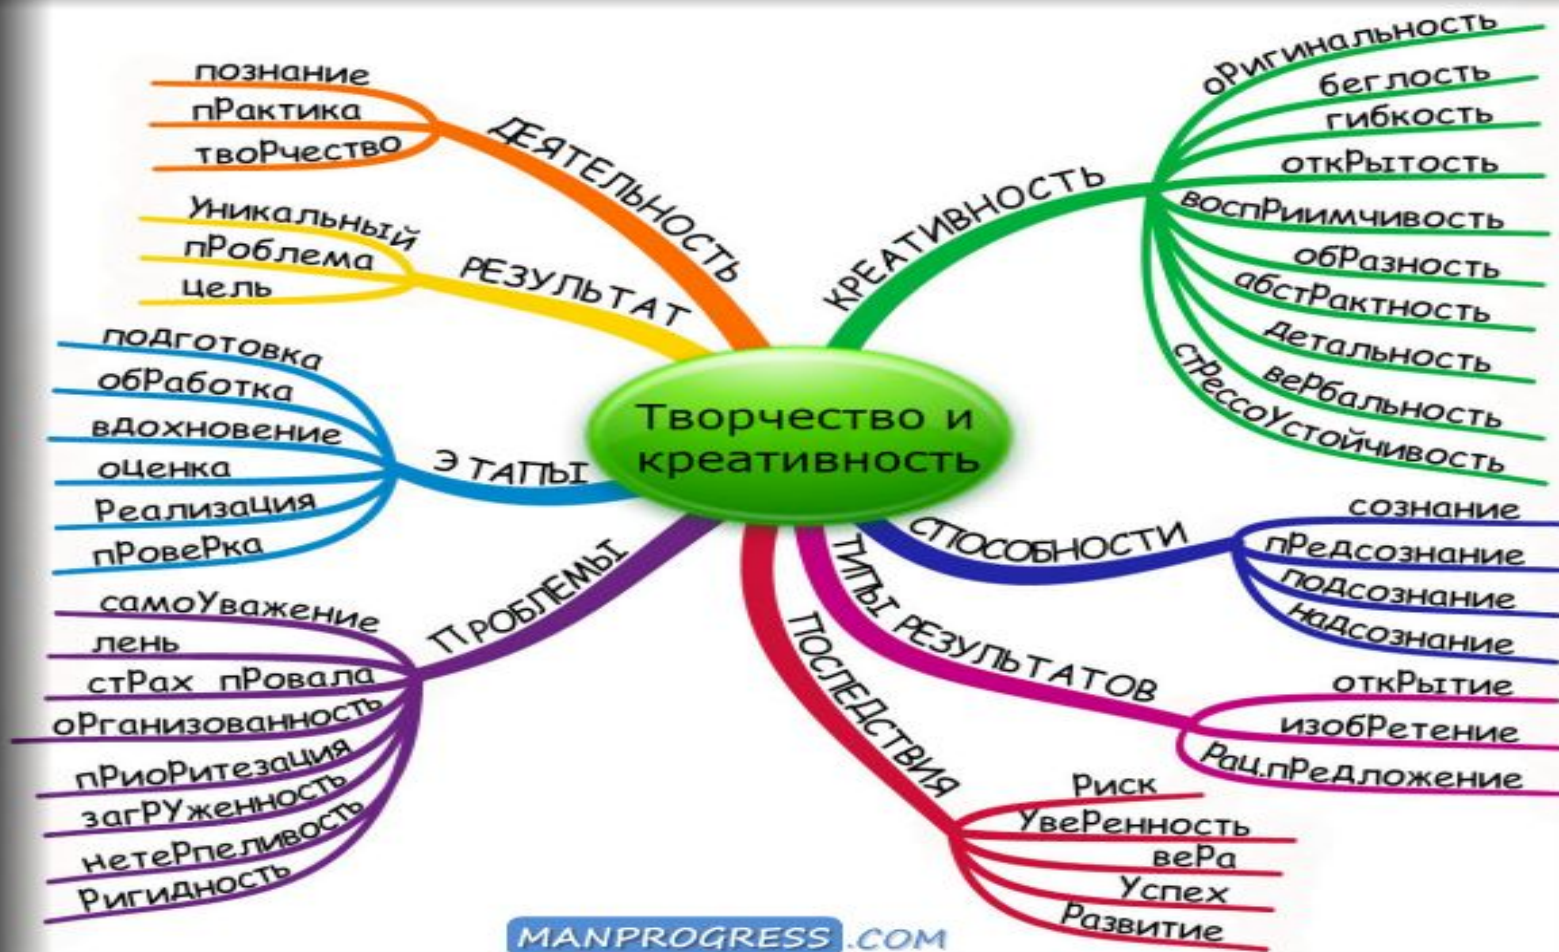 Творчество и
креативность
ДЕЯТЕЛЬНОСТЬ
познание
пРактика
твоРчество
РЕЗУЛЬТАТ
Уникальный
пРоблема
цель
ЭТАПЫ
подготовка
обРаботка
вдохновение
оценка
Реализация
пРовеРка
ПРОБЛЕМЫ
самоУважение
лень
стРах пРовала
оРганизованность
пРиоРитезация
загРУженность
нетеРпеливость
Ригидность
КРЕАТИВНОСТЬ
оРигинальность
беглость
гибкость
откРытость
воспРиимчивость
обРазность
абстРактность
детальность
веРбальность
стРессоУстойчивость
СПОСОБНОСТИ
сознание
пРедсознание
подсознание
надсознание
ТИПЫ РЕЗУЛЬТАТОВ
откРытие
изобРетение
Рац.пРедложение
ПОСЛЕДСТВИЯ
Риск
УвеРенность
веРа
Успех
Развитие
MANPROGRESS.COM